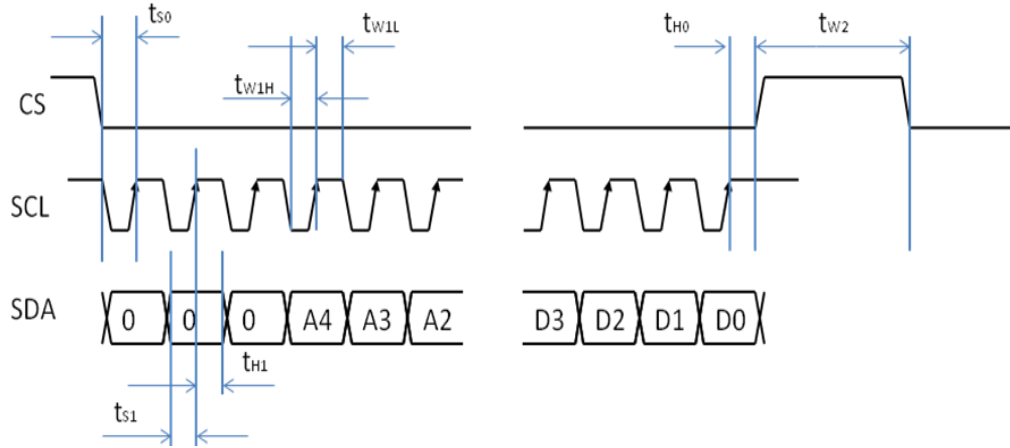 tS0 tW1L tH0 tW2
tW1H
CS
SCL
SDA 0 0 0 A4 A3 A2 D3 D2 D1 D0
tH1
tS1